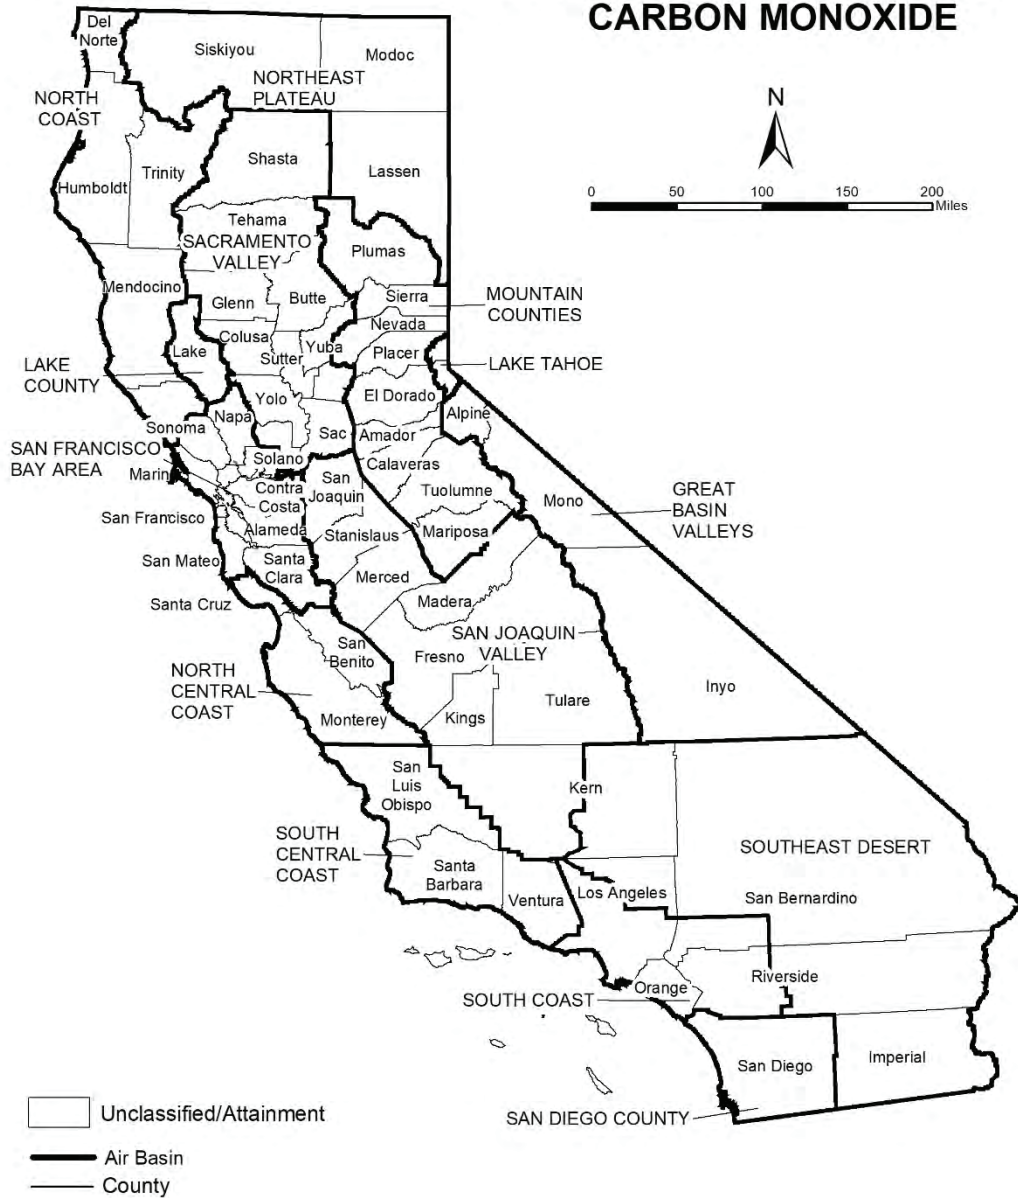 CARBON MONOXIDE
Del
Norte
Siskiyou
Modoc
NORTHEAST
PLATEAU
NORTH
COAST
N
0 50 100 150 200
Miles
Shasta
Trinity
Lassen
Humboldt
Tehama
SACRAMENTO
VALLEY
Plumas
Mendocino
Glenn
Butte
Sierra
MOUNTAIN
COUNTIES
Nevada
Colusa
Sutter
Yuba
Placer
Lake
LAKE TAHOE
LAKE
COUNTY
Yolo
El Dorado
Napa
Alpine
Sonoma
Sac
Amador
SAN FRANCISCO
BAY AREA
Solano
Calaveras
Marin
Contra
Costa
San
Joaquin
Tuolumne
Mono
GREAT
BASIN
VALLEYS
San Francisco
Alameda
Stanislaus
Mariposa
San Mateo
Santa
Clara
Merced
Santa Cruz
Madera
SAN JOAQUIN
VALLEY
San
Benito
Fresno
NORTH
CENTRAL
COAST
Inyo
Tulare
Monterey
Kings
San
Luis
Obispo
Kern
SOUTH
CENTRAL
COAST
SOUTHEAST DESERT
Santa
Barbara
Ventura
Los Angeles
San Bernardino
Riverside
Orange
SOUTH COAST
San Diego
Imperial
SAN DIEGO COUNTY
Unclassified/Attainment
Air Basin
County